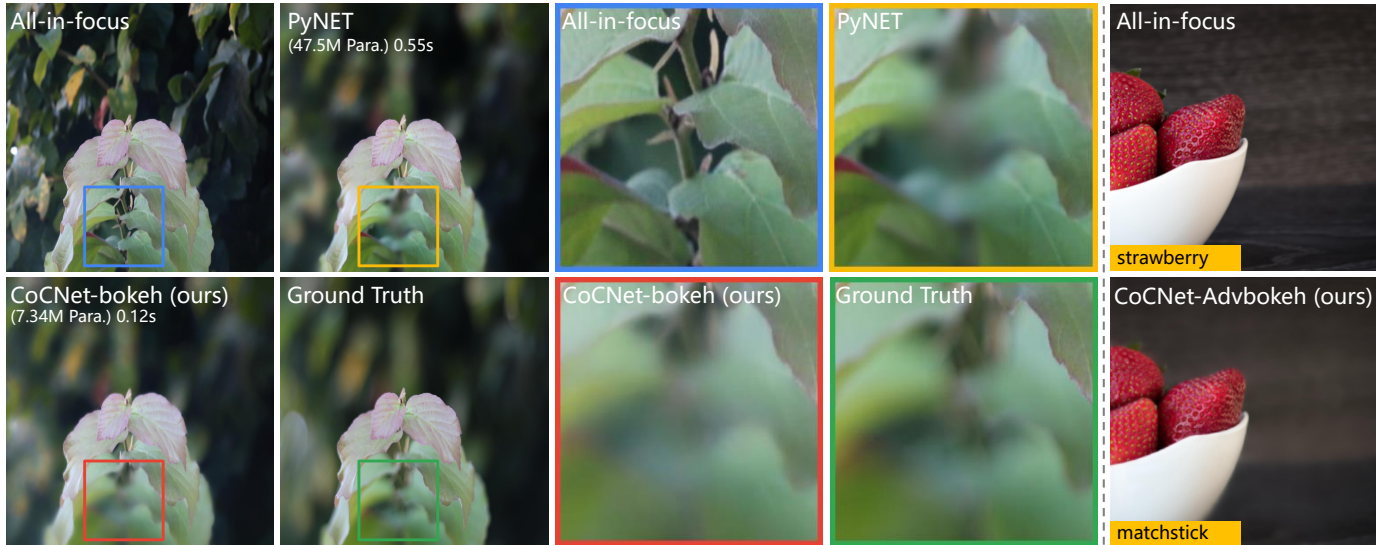 All-in-focus
PyNET
(47.5M Para.) 0.55s
All-in-focus
PyNET
All-in-focus
strawberry
CoCNet-bokeh (ours)
(7.34M Para.) 0.12s
Ground Truth
CoCNet-bokeh (ours)
Ground Truth
CoCNet-Advbokeh (ours)
matchstick